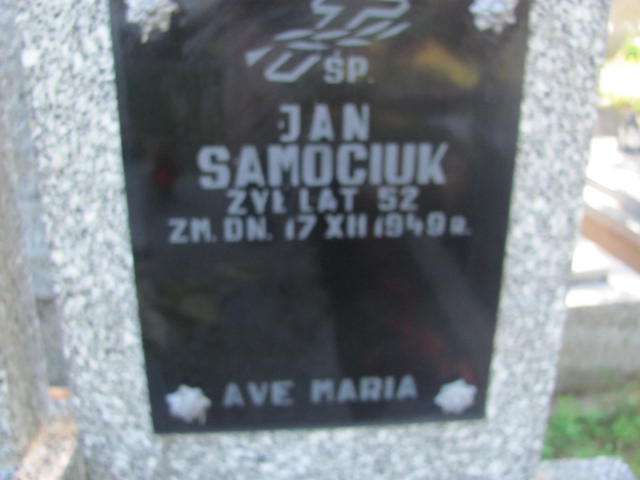 ŚP.
JAN
SAMOCIUK
ŻYŁ LAT 52
ZM. DN. 17 XII 1949 R.
AVE MARIA